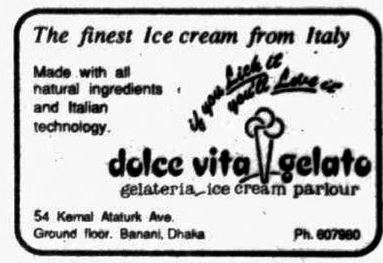 The finest Ice cream from Italy
Made with all
natural ingredients
and Italian
technology.
if you Lick it
you'll Love it
dolce vita gelato
gelateria ice cream parlour
54 Kemal Ataturk Ave.
Ground floor. Banani, Dhaka
Ph. 607980